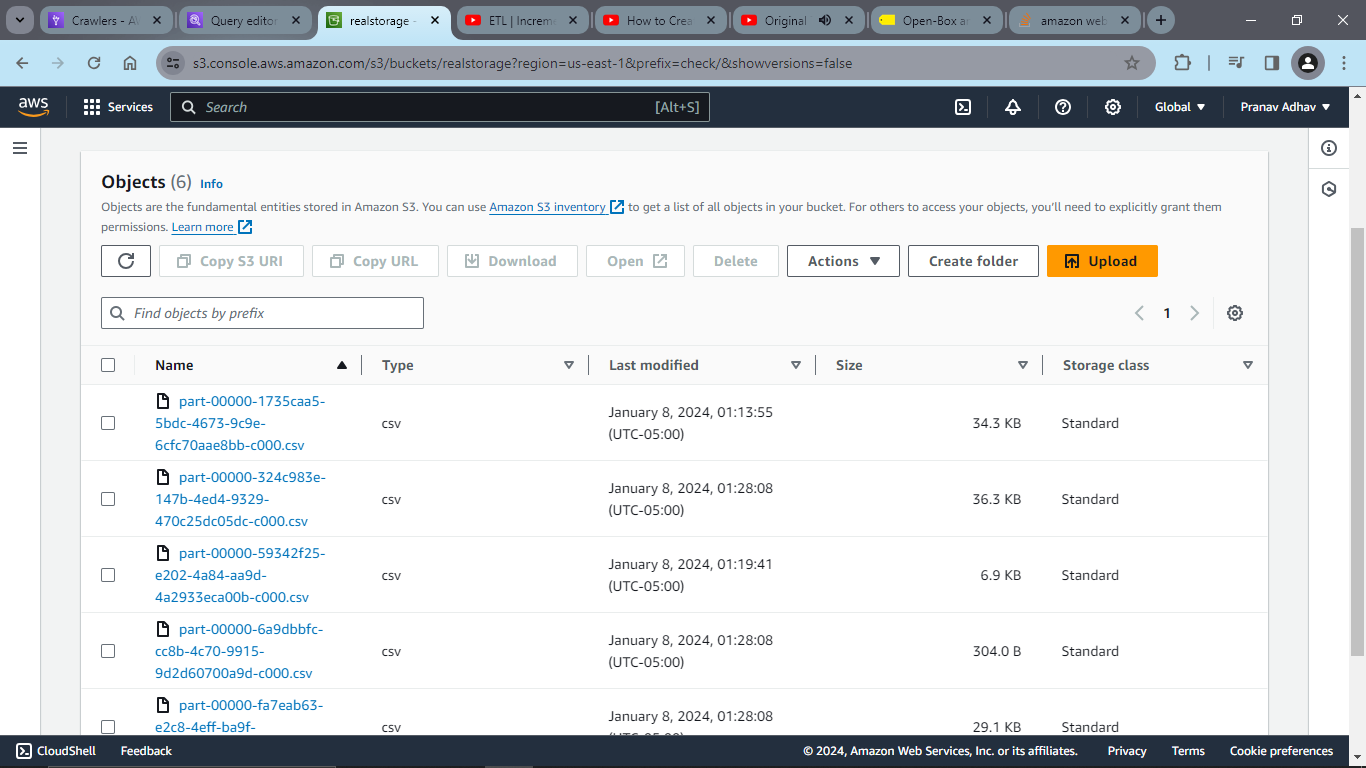 Crawlers - AW
Query editor
realstorage -
ETL | Increme
How to Crea
Original
Open-Box a
amazon web
s3.console.aws.amazon.com/s3/buckets/realstorage?region=us-east-1&prefix=check/&showversions=false
aws
Services
Search
[Alt+S]
Global
Pranav Adhav
Objects (6) Info
Objects are the fundamental entities stored in Amazon S3. You can use Amazon S3 inventory to get a list of all objects in your bucket. For others to access your objects, you'll need to explicitly grant them
permissions. Learn more
Copy S3 URI
Copy URL
Download
Open
Delete
Actions
Create folder
Upload
Find objects by prefix
1
Name
Type
Last modified
Size
Storage class
part-00000-1735caa5-
5bdc-4673-9c9e-
6cfc70aae8bb-c000.csv
csv
January 8, 2024, 01:13:55
(UTC-05:00)
34.3 KB
Standard
part-00000-324c983e-
147b-4ed4-9329-
470c25dc05dc-c000.csv
csv
January 8, 2024, 01:28:08
(UTC-05:00)
36.3 KB
Standard
part-00000-59342f25-
e202-4a84-aa9d-
4a2933eca00b-c000.csv
csv
January 8, 2024, 01:19:41
(UTC-05:00)
6.9 KB
Standard
part-00000-6a9dbbfc-
cc8b-4c70-9915-
9d2d60700a9d-c000.csv
csv
January 8, 2024, 01:28:08
(UTC-05:00)
304.0 B
Standard
part-00000-fa7eab63-
e2c8-4eff-ba9f-
csv
January 8, 2024, 01:28:08
(UTC-05:00)
29.1 KB
Standard
CloudShell
Feedback
© 2024, Amazon Web Services, Inc. or its affiliates.
Privacy
Terms
Cookie preferences